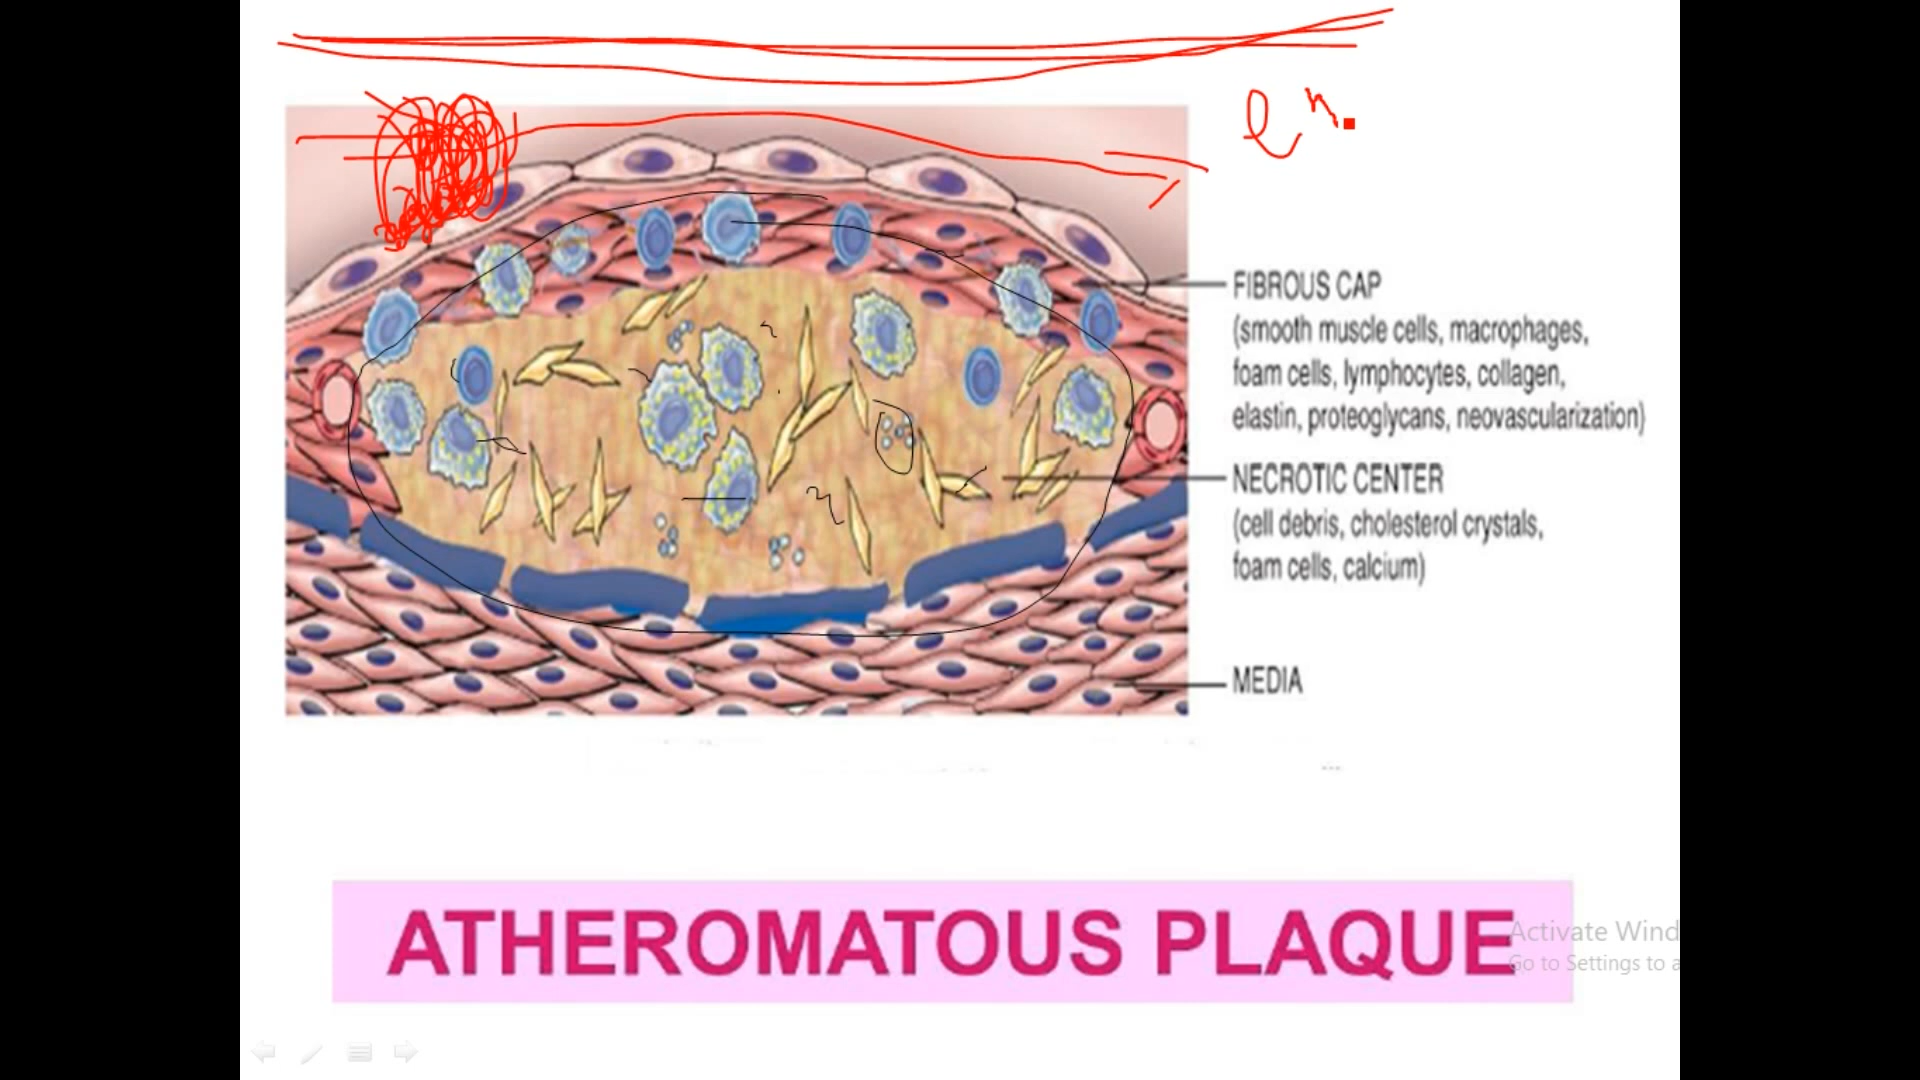 FIBROUS CAP
(smooth muscle cells, macrophages,
foam cells, lymphocytes, collagen,
elastin, proteoglycans, neovascularization)
NECROTIC CENTER
(cell debris, cholesterol crystals,
foam cells, calcium)
MEDIA
ATHEROMATOUS PLAQUE
Activate Wind
Go to Settings to a